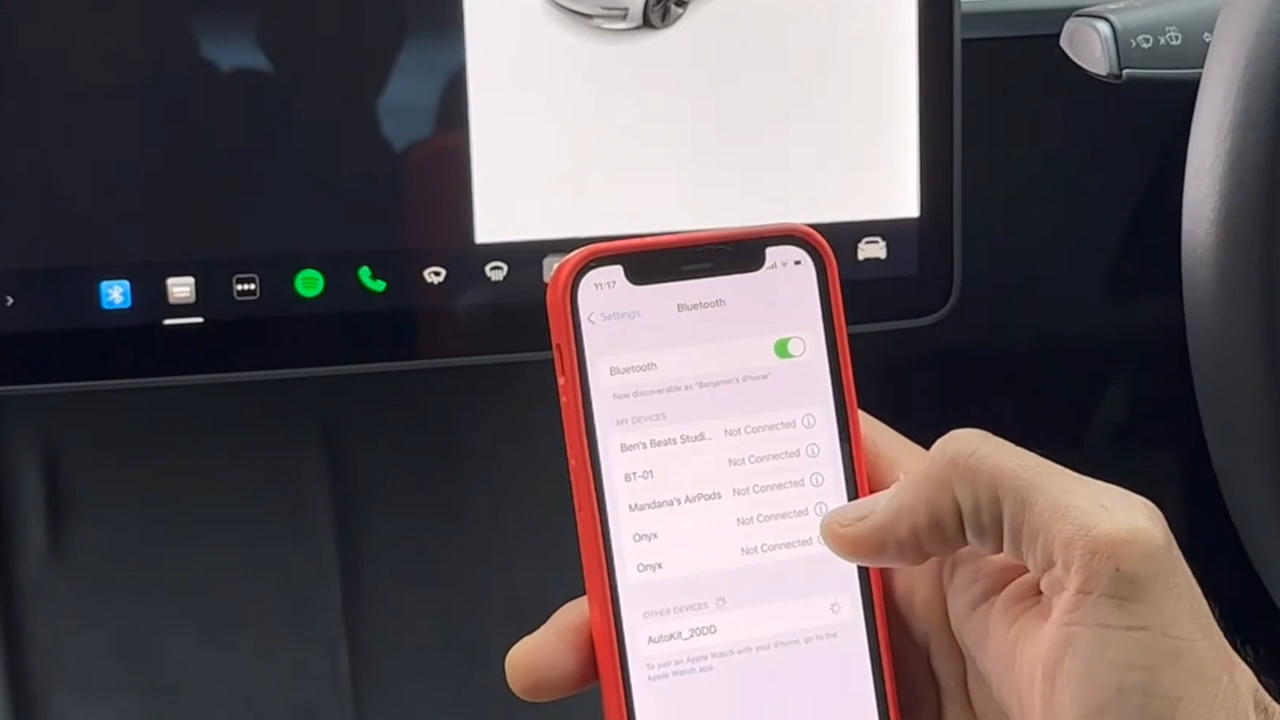 11:17
Settings
Bluetooth
Bluetooth
Now discoverable as "Benjamin's iPhone"
MY DEVICES
Ben's Beats Studi... Not Connected
BT-01 Not Connected
Mandana's AirPods Not Connected
Onyx Not Connected
Onyx Not Connected
OTHER DEVICES
AutoKit_20DD
To pair an Apple Watch with your iPhone, go to the
Apple Watch app.